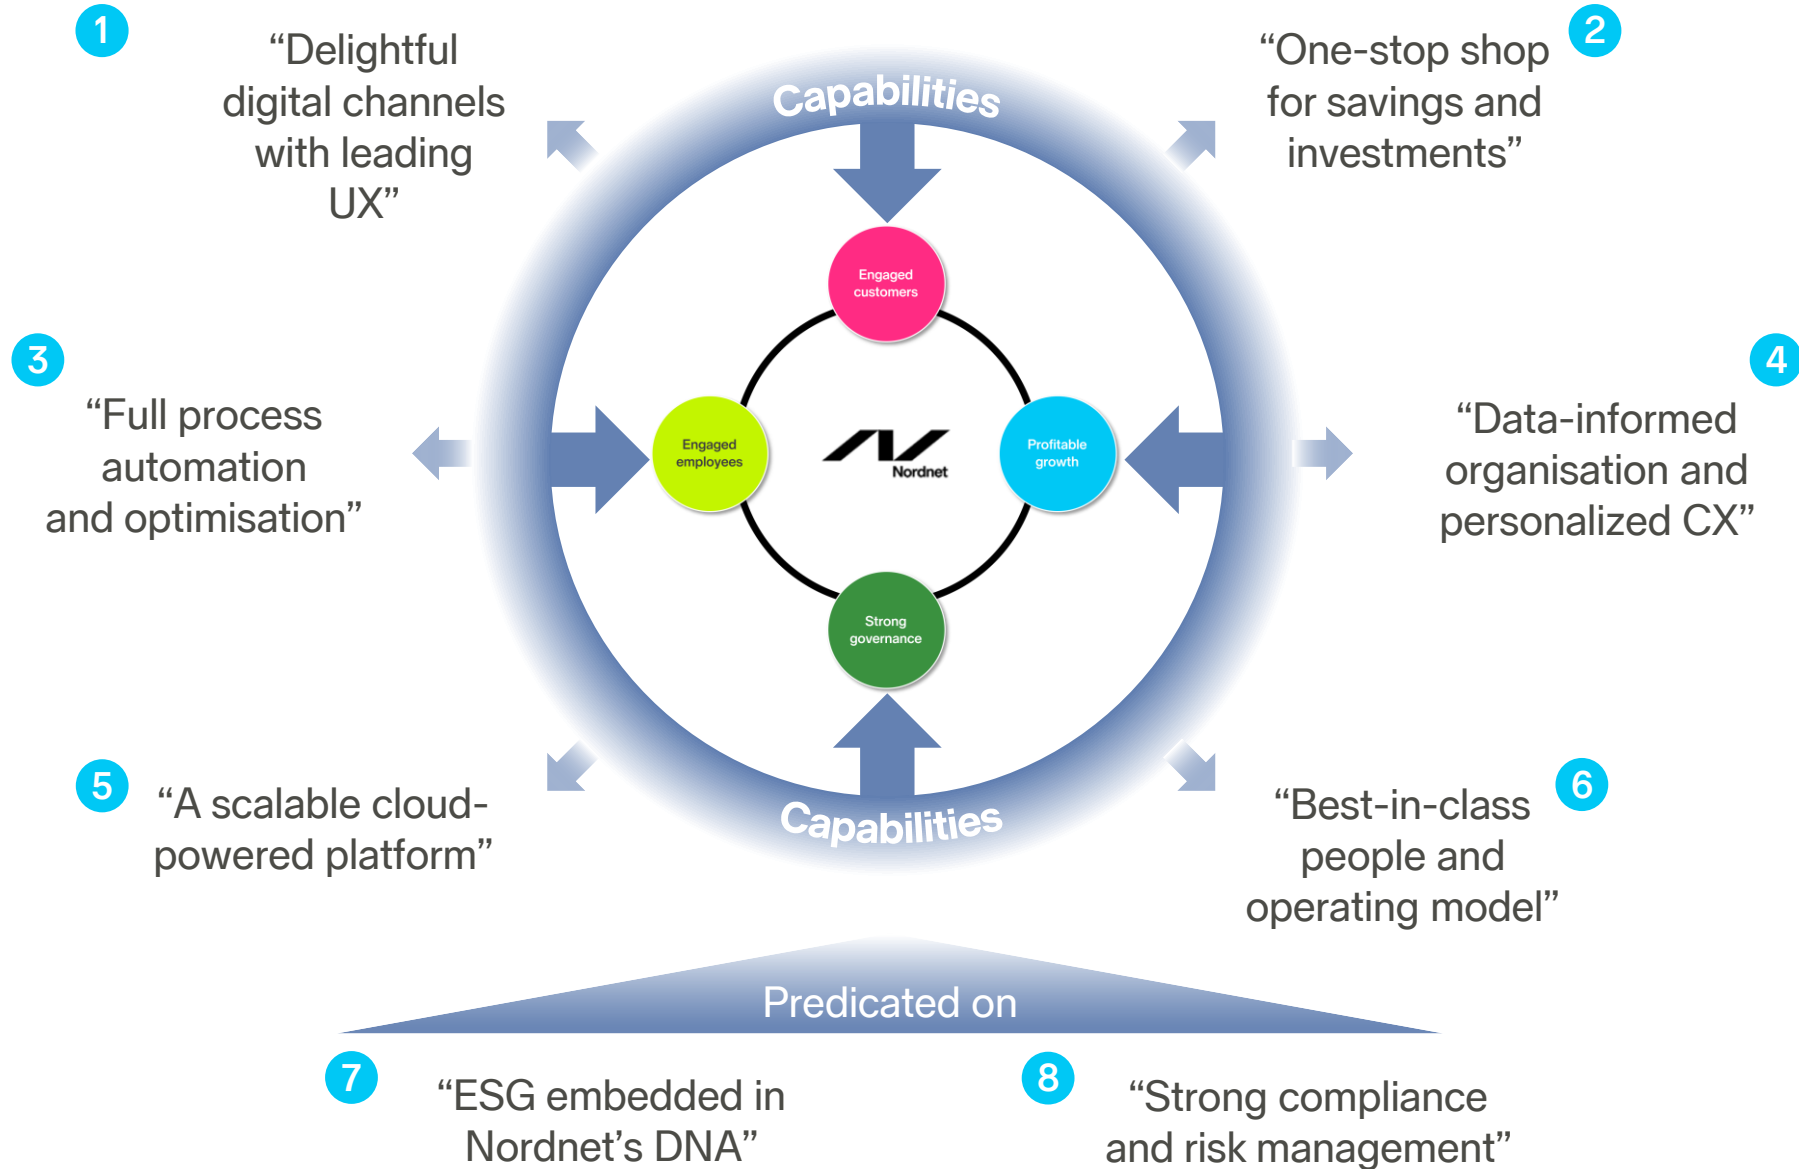 1
“Delightful
digital channels
with leading
UX”
Capabilities
2
“One-stop shop
for savings and
investments”
Engaged
customers
3
“Full process
automation
and optimisation”
Engaged
employees
Nordnet
Profitable
growth
4
“Data-informed
organisation and
personalized CX”
Strong
governance
5
“A scalable cloud-
powered platform”
Capabilities
6
“Best-in-class
people and
operating model”
Predicated on
7
“ESG embedded in
Nordnet’s DNA”
8
“Strong compliance
and risk management”